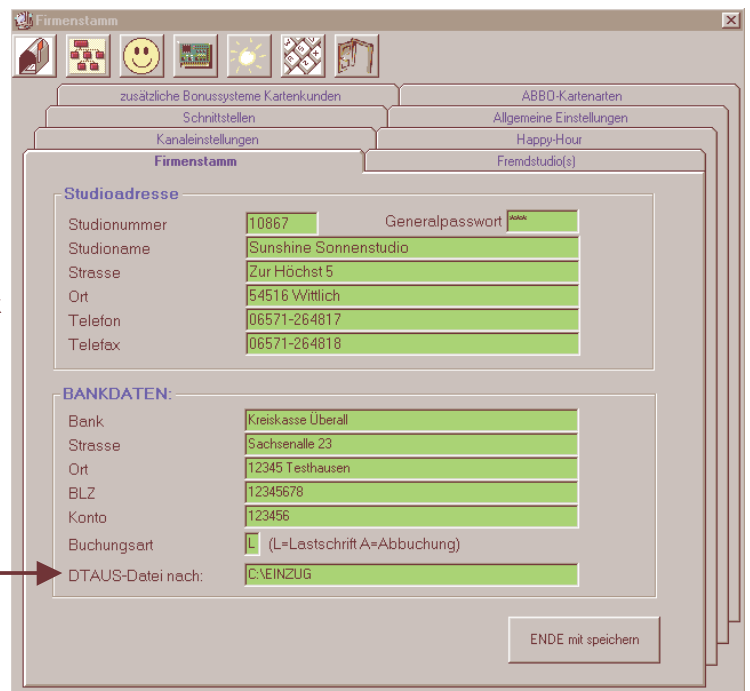 Firmenstamm
zusätzliche Bonussysteme Kartenkunden ABBO-Kartenarten
Schnittstellen Allgemeine Einstellungen
Kanaleinstellungen Happy-Hour
Firmenstamm Fremdstudio(s)
Studioadresse
Studionummer 10867 Generalpasswort ****
Studioname Sunshine Sonnenstudio
Strasse Zur Höchst 5
Ort 54516 Wittlich
Telefon 06571-264817
Telefax 06571-264818
BANKDATEN:
Bank Kreiskasse Überall
Strasse Sachsenalle 23
Ort 12345 Testhausen
BLZ 12345678
Konto 123456
Buchungsart L (L=Lastschrift A=Abbuchung)
DTAUS-Datei nach: C:\EINZUG
ENDE mit speichern